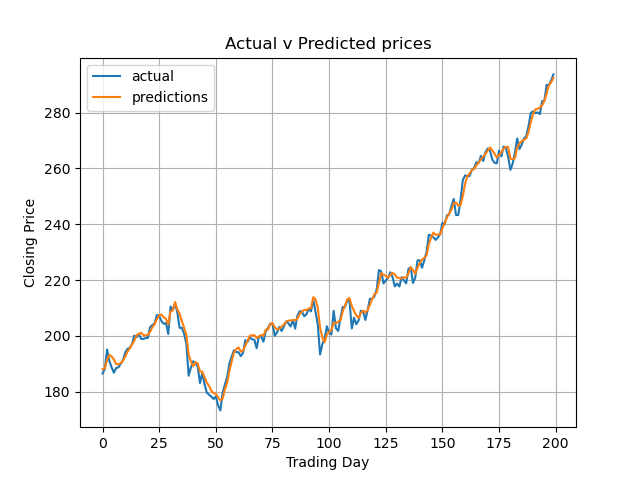 Actual v Predicted prices
actual
predictions
Closing Price
280
260
240
220
200
180
0 25 50 75 100 125 150 175 200
Trading Day